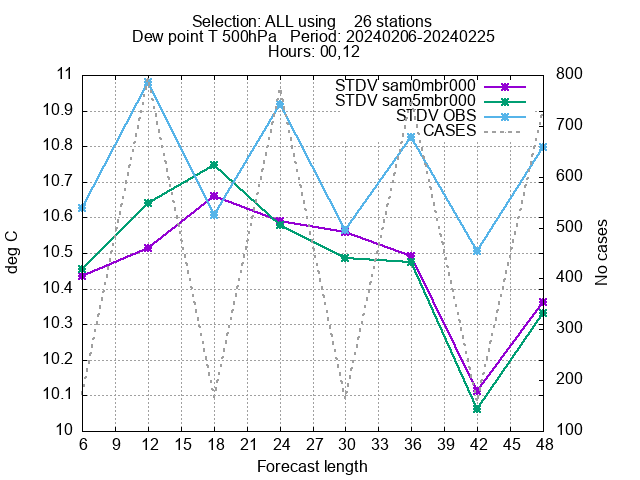 Selection: ALL using    26 stations
Dew point T 500hPa   Period: 20240206-20240225
Hours: 00,12
STDV sam0mbr000
STDV sam5mbr000
STDV OBS
CASES
11
10.9
10.8
10.7
10.6
10.5
10.4
10.3
10.2
10.1
10
deg C
800
700
600
500
400
300
200
100
No cases
6 9 12 15 18 21 24 27 30 33 36 39 42 45 48
Forecast length